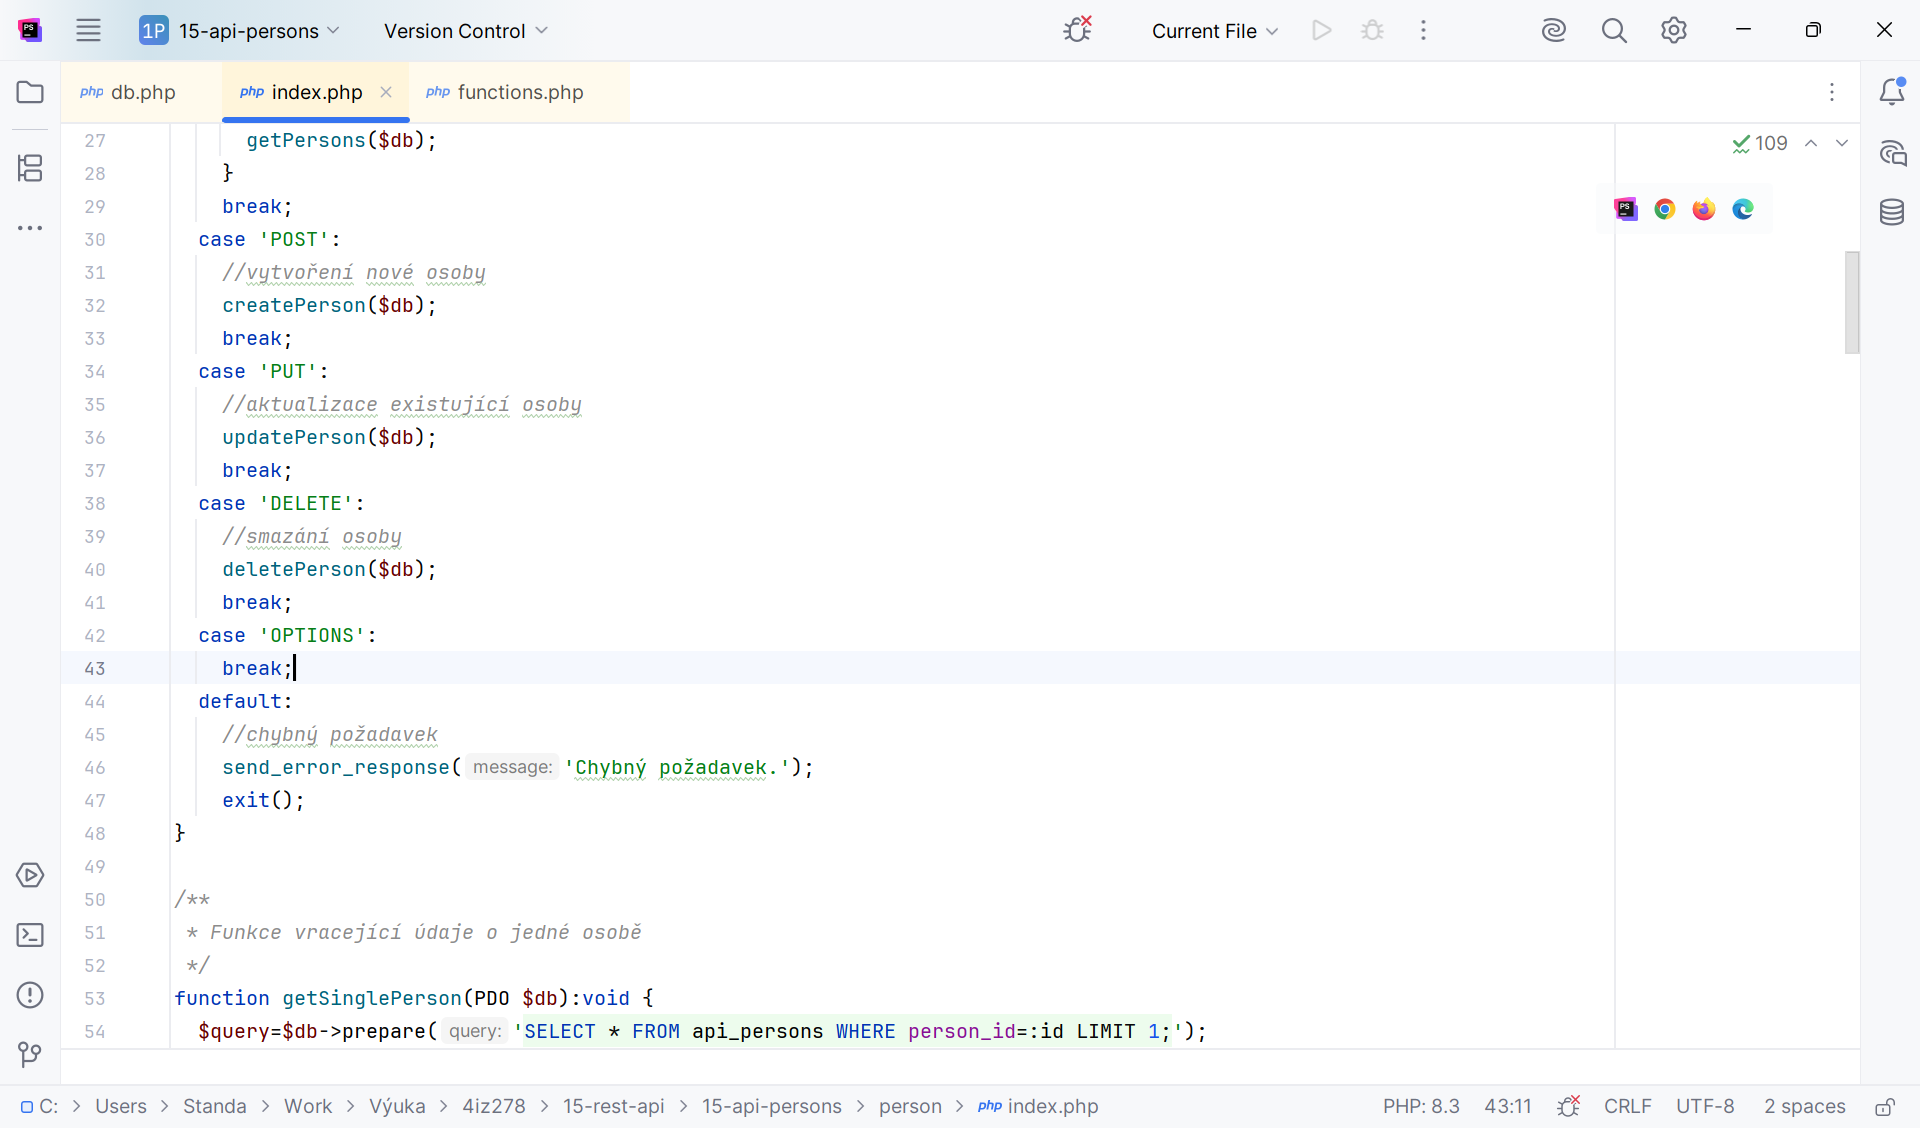 1P 15-api-persons Version Control Current File
php db.php php index.php php functions.php
27 getPersons($db);
109
28 }
29 break;
30 case 'POST':
31 //vytvoření nové osoby
32 createPerson($db);
33 break;
34 case 'PUT':
35 //aktualizace existující osoby
36 updatePerson($db);
37 break;
38 case 'DELETE':
39 //smazání osoby
40 deletePerson($db);
41 break;
42 case 'OPTIONS':
43 break;
44 default:
45 //chybný požadavek
46 send_error_response( message: 'Chybný požadavek.');
47 exit();
48 }
49
50 /**
51 * Funkce vracející údaje o jedné osobě
52 */
53 function getSinglePerson(PDO $db):void {
54 $query=$db->prepare( query: 'SELECT * FROM api_persons WHERE person_id=:id LIMIT 1;');
C: > Users > Standa > Work > Výuka > 4iz278 > 15-rest-api > 15-api-persons > person > php index.php PHP: 8.3 43:11 CRLF UTF-8 2 spaces